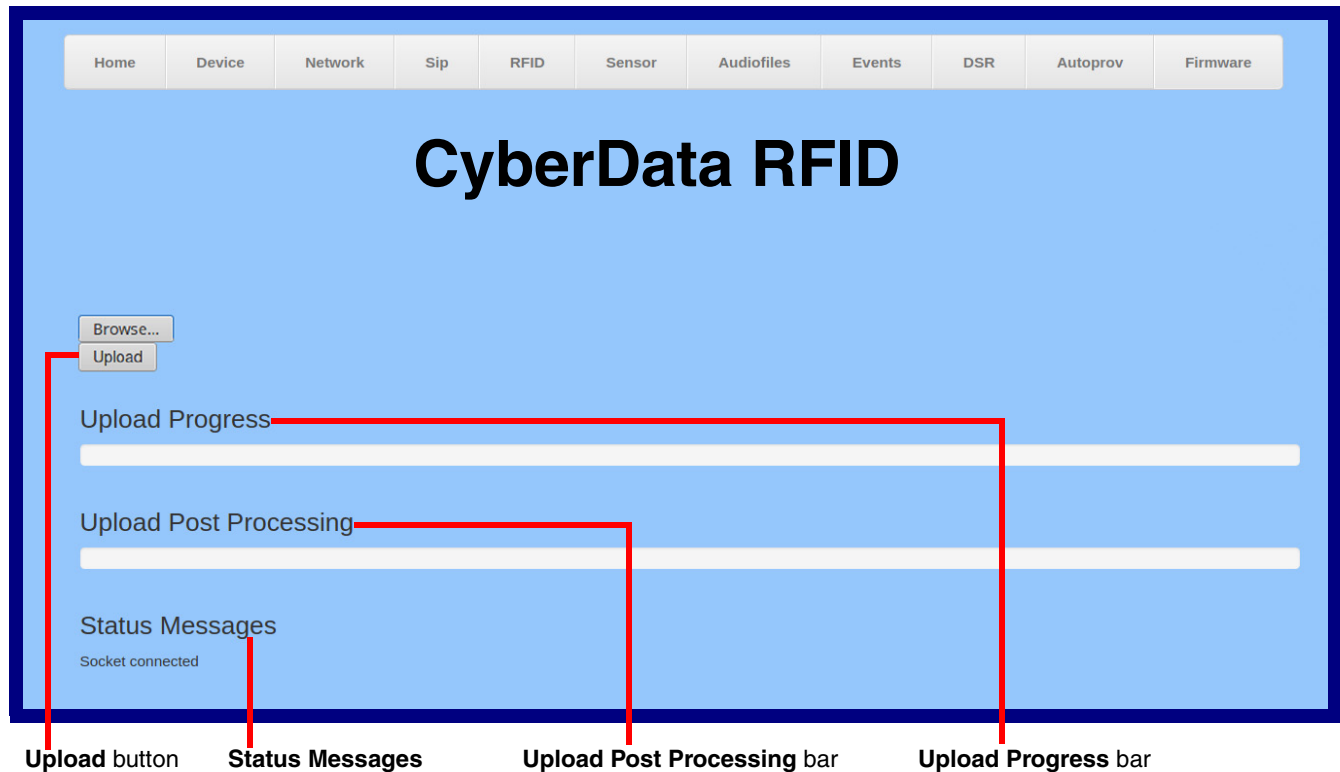 Home Device Network Sip RFID Sensor Audiofiles Events DSR Autoprov Firmware
CyberData RFID
Browse...
Upload
Upload Progress
Upload Post Processing
Status Messages
Socket connected
Upload button Status Messages Upload Post Processing bar Upload Progress bar